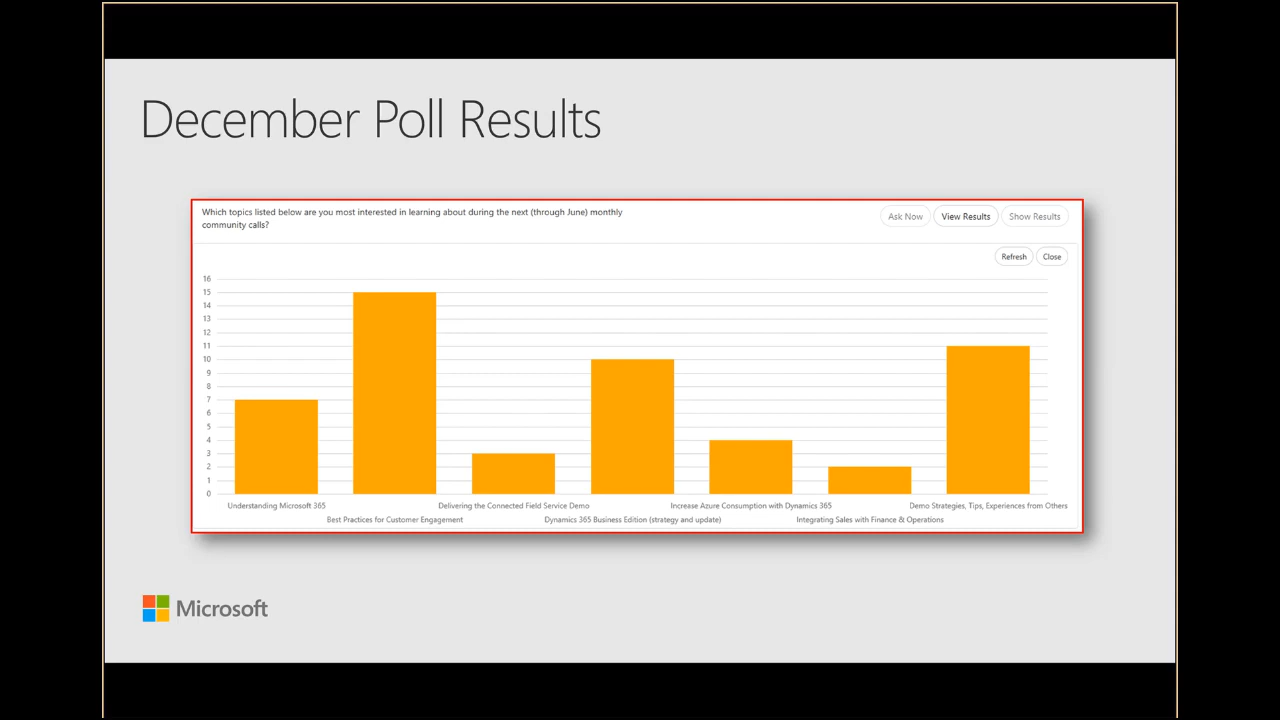 December Poll Results
Which topics listed below are you most interested in learning about during the next (through June) monthly
community calls?
Ask Now
View Results
Show Results
Refresh
Close
16
15
14
13
12
11
10
9
8
7
6
5
4
3
2
1
0
Understanding Microsoft 365
Best Practices for Customer Engagement
Delivering the Connected Field Service Demo
Dynamics 365 Business Edition (strategy and update)
Increase Azure Consumption with Dynamics 365
Integrating Sales with Finance & Operations
Demo Strategies, Tips, Experiences from Others
Microsoft